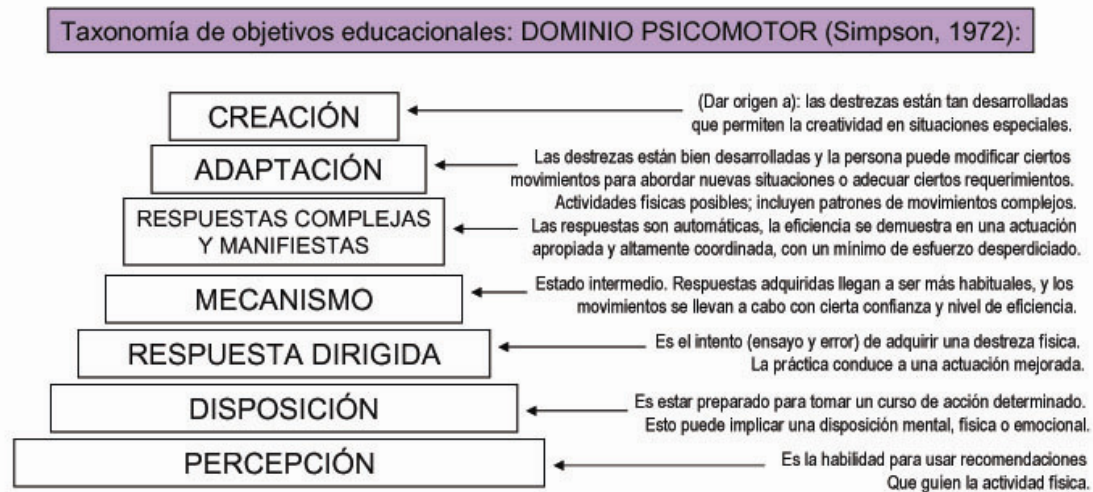 Taxonomía de objetivos educacionales: DOMINIO PSICOMOTOR (Simpson, 1972):
CREACIÓN
(Dar origen a): las destrezas están tan desarrolladas
que permiten la creatividad en situaciones especiales.
ADAPTACIÓN
Las destrezas están bien desarrolladas y la persona puede modificar ciertos
movimientos para abordar nuevas situaciones o adecuar ciertos requerimientos.
RESPUESTAS COMPLEJAS
Y MANIFIESTAS
Actividades físicas posibles; incluyen patrones de movimientos complejos.
Las respuestas son automáticas, la eficiencia se demuestra en una actuación
apropiada y altamente coordinada, con un mínimo de esfuerzo desperdiciado.
MECANISMO
Estado intermedio. Respuestas adquiridas llegan a ser más habituales, y los
movimientos se llevan a cabo con cierta confianza y nivel de eficiencia.
RESPUESTA DIRIGIDA
Es el intento (ensayo y error) de adquirir una destreza física.
La práctica conduce a una actuación mejorada.
DISPOSICIÓN
Es estar preparado para tomar un curso de acción determinado.
Esto puede implicar una disposición mental, física o emocional.
PERCEPCIÓN
Es la habilidad para usar recomendaciones
Que guíen la actividad física.